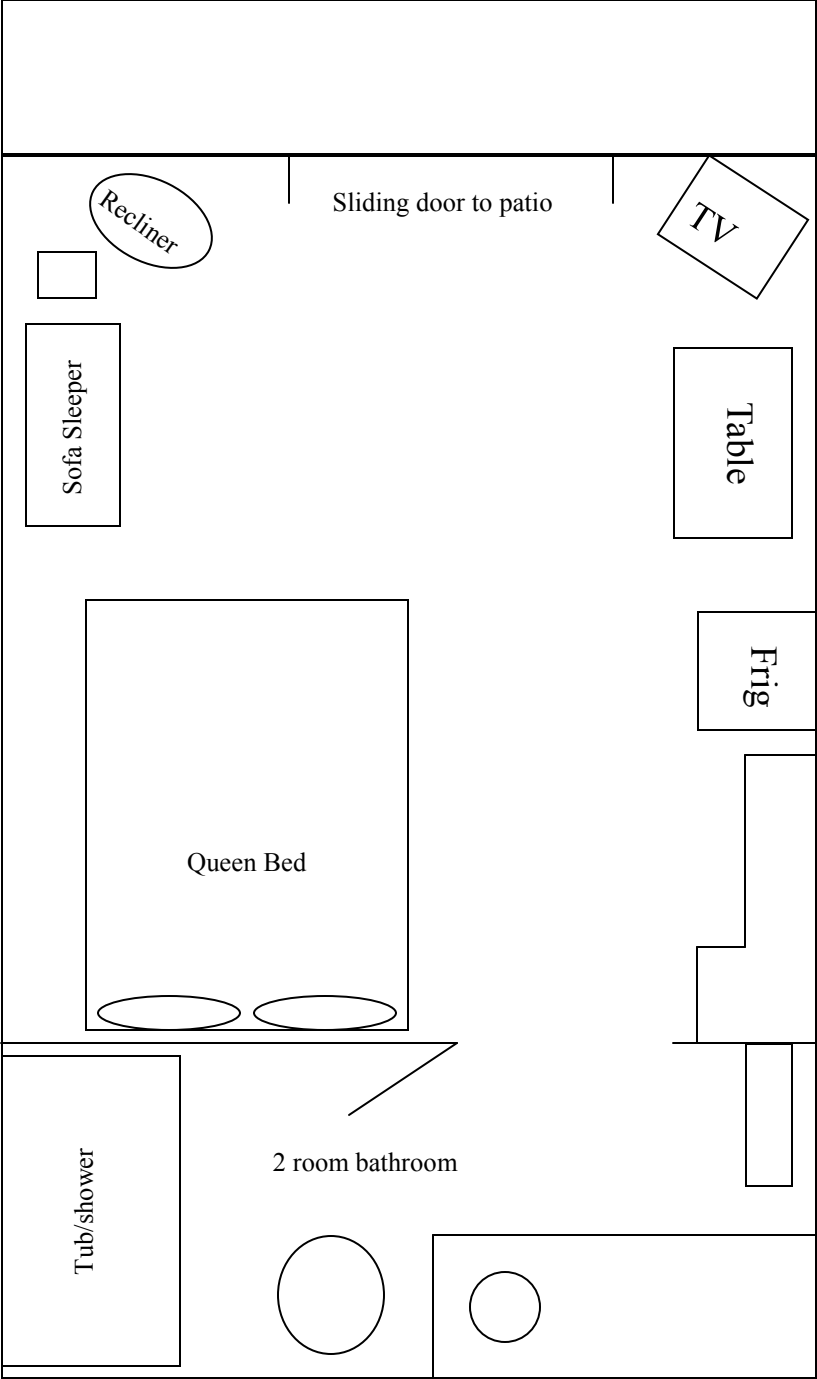 Recliner
Sliding door to patio
TV
Sofa Sleeper
Table
Frig
Queen Bed
2 room bathroom
Tub/shower